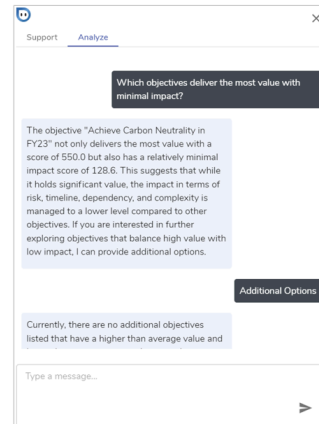 Support Analyze
Which objectives deliver the most value with
minimal impact?
The objective "Achieve Carbon Neutrality in
FY23" not only delivers the most value with a
score of 550.0 but also has a relatively minimal
impact score of 128.6. This suggests that while
it holds significant value, the impact in terms of
risk, timeline, dependency, and complexity is
managed to a lower level compared to other
objectives. If you are interested in further
exploring objectives that balance high value with
low impact, I can provide additional options.
Additional Options
Currently, there are no additional objectives
listed that have a higher than average value and
Type a message...